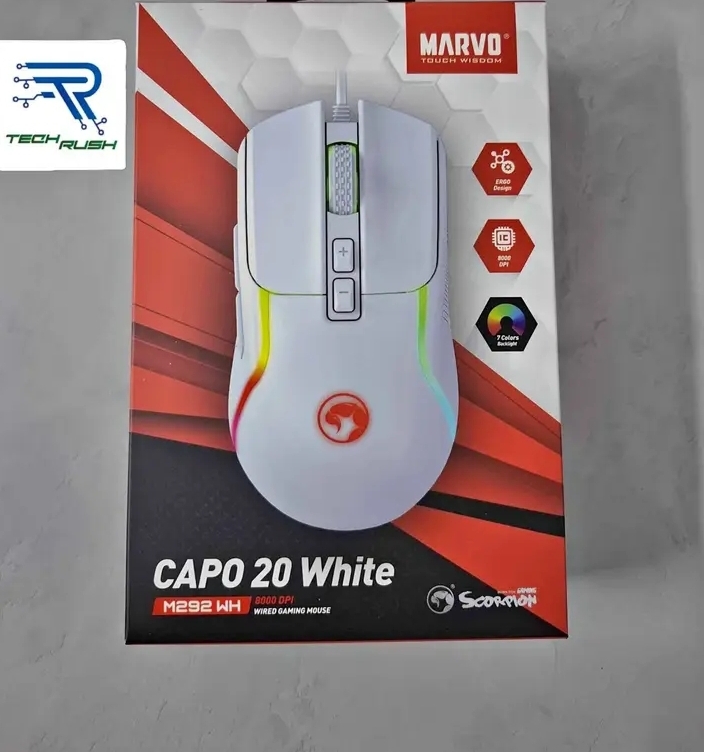 TECH RUSH
MARVO®
TOUCH WISDOM
ERGO
Design
8000
DPI
7 Colors
Backlight
CAPO 20 White
M292 WH
8000 DPI
WIRED GAMING MOUSE
GAMING
SCORPION